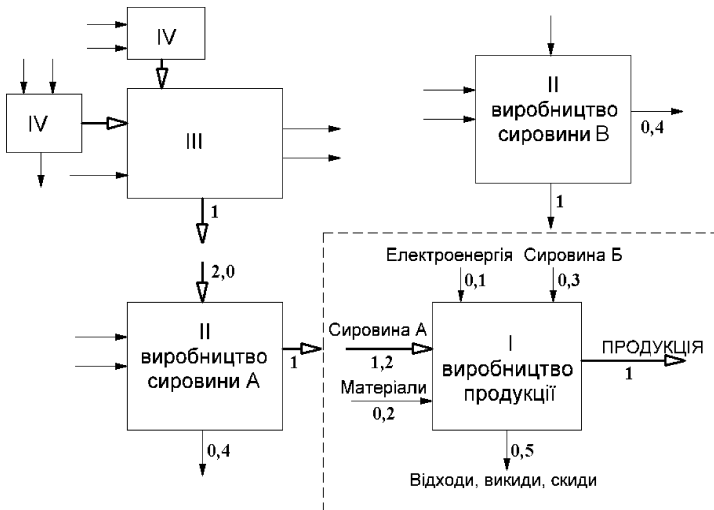 IV
IV
III
1
II
виробництво
сировини В
0,4
1
2,0
II
виробництво
сировини А
1
0,4
Електроенергія Сировина Б
0,1
0,3
Сировина А
1,2
Матеріали
0,2
I
виробництво
продукції
ПРОДУКЦІЯ
1
0,5
Відходи, викиди, скиди